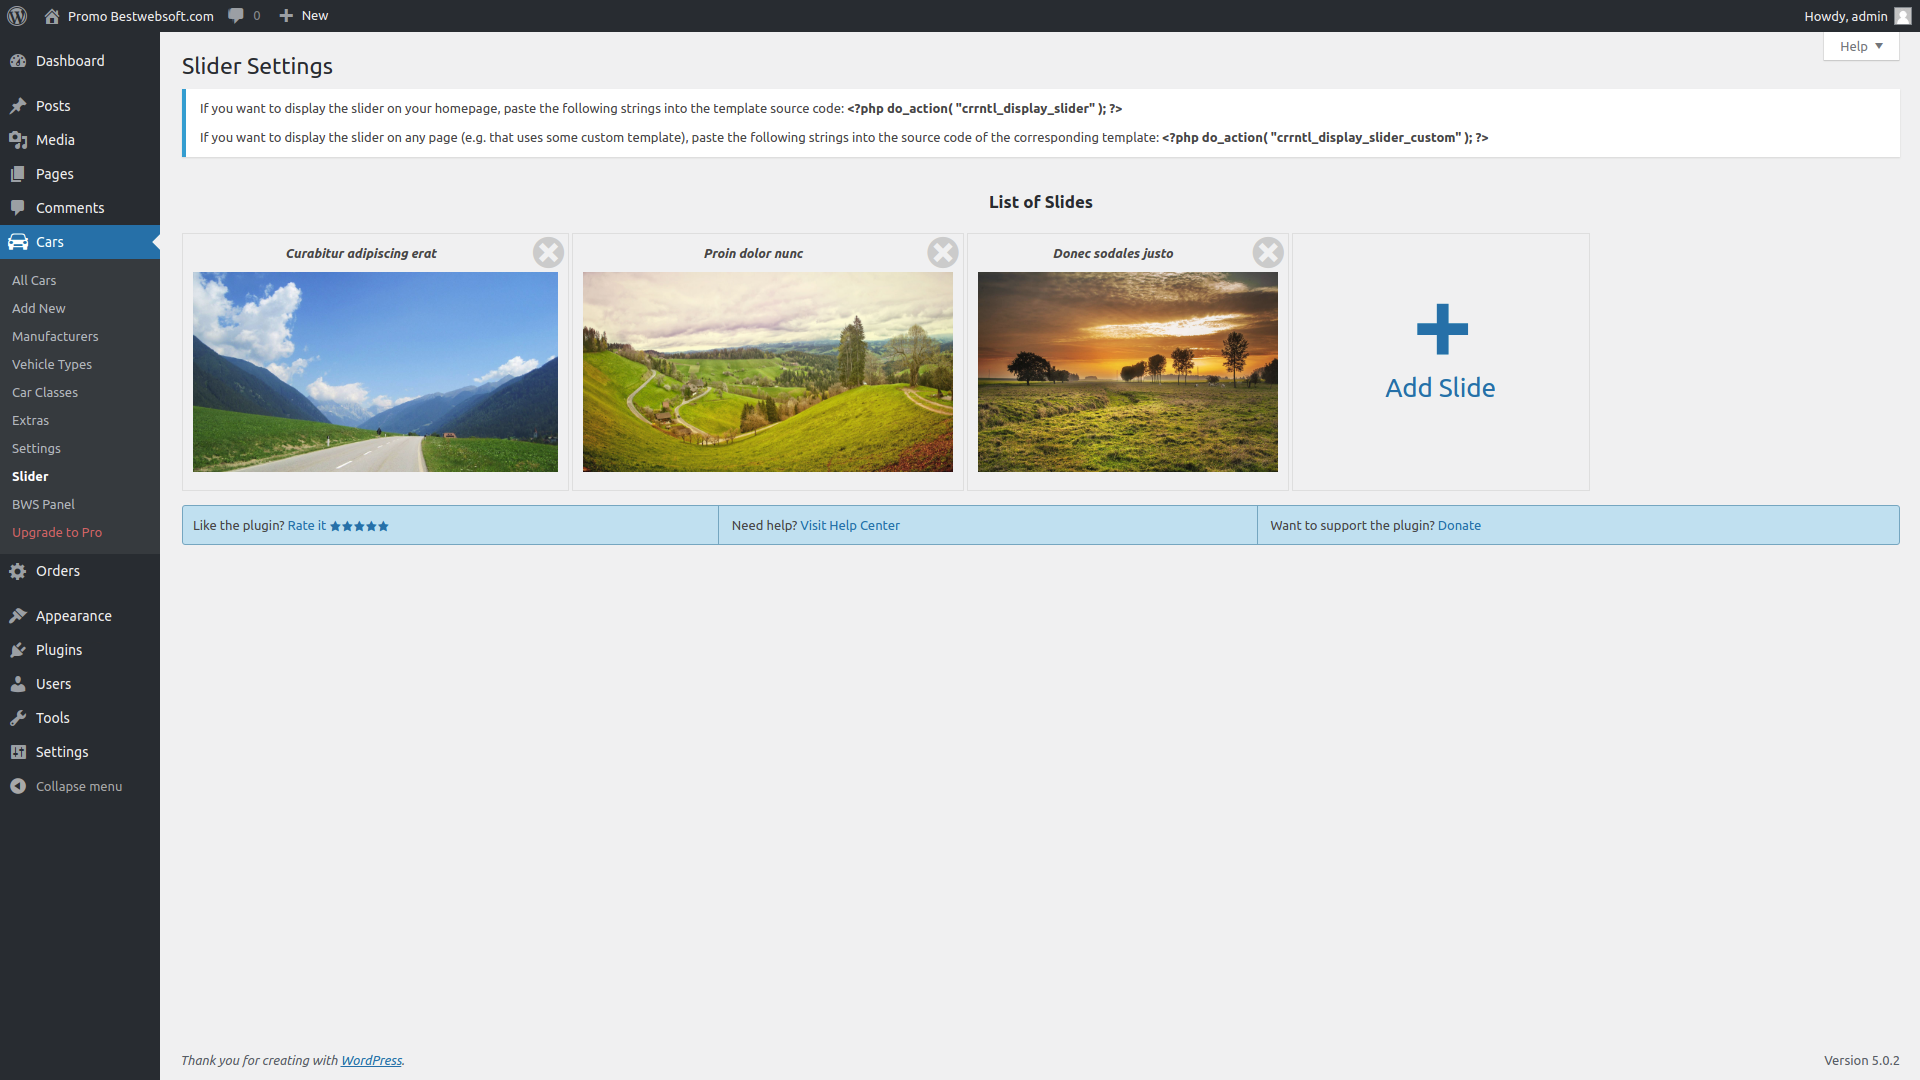 Promo Bestwebsoft.com 0 New Howdy, admin
Help
Dashboard
Posts
Media
Pages
Comments
Cars
All Cars
Add New
Manufacturers
Vehicle Types
Car Classes
Extras
Settings
Slider
BWS Panel
Upgrade to Pro
Orders
Appearance
Plugins
Users
Tools
Settings
Collapse menu
Slider Settings
If you want to display the slider on your homepage, paste the following strings into the template source code: <?php do_action( "crrntl_display_slider" ); ?>
If you want to display the slider on any page (e.g. that uses some custom template), paste the following strings into the source code of the corresponding template: <?php do_action( "crrntl_display_slider_custom" ); ?>
List of Slides
Curabitur adipiscing erat
Proin dolor nunc
Donec sodales justo
Add Slide
Like the plugin? Rate it ★★★★★
Need help? Visit Help Center
Want to support the plugin? Donate
Thank you for creating with WordPress.
Version 5.0.2